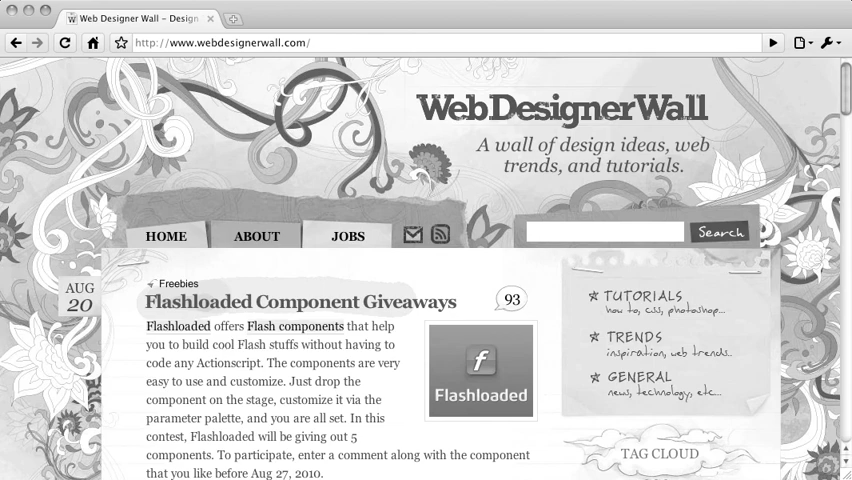 Web Designer Wall – Design
http://www.webdesignerwall.com/
WebDesignerWall
A wall of design ideas, web
trends, and tutorials.
HOME ABOUT JOBS
Search
AUG
20
Freebies
Flashloaded Component Giveaways
93
Flashloaded offers Flash components that help
you to build cool Flash stuffs without having to
code any Actionscript. The components are very
easy to use and customize. Just drop the
component on the stage, customize it via the
parameter palette, and you are all set. In this
contest, Flashloaded will be giving out 5
components. To participate, enter a comment along with the component
that you like before Aug 27, 2010.
f
Flashloaded
TUTORIALS
how to, css, photoshop...
TRENDS
inspiration, web trends..
GENERAL
news, technology, etc...
TAG CLOUD